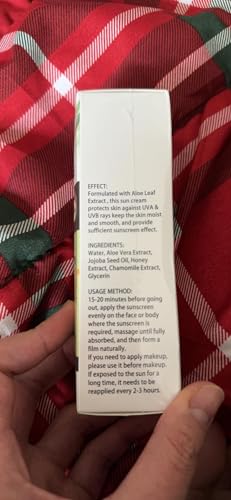 EFFECT:
Formulated with Aloe Leaf
Extract , this sun cream
protects skin against UVA &
UVB rays keep the skin moist
and smooth, and provide
sufficient sunscreen effect.
INGREDIENTS:
Water, Aloe Vera Extract,
Jojoba Seed Oil, Honey
Extract, Chamomile Extract,
Glycerin
USAGE METHOD:
15-20 minutes before going
out, apply the sunscreen
evenly on the face or body
where the sunscreen is
required, massage until fully
absorbed, and then form a
film naturally.
If you need to apply makeup,
please use it before makeup.
If exposed to the sun for a
long time, it needs to be
reapplied every 2-3 hours.